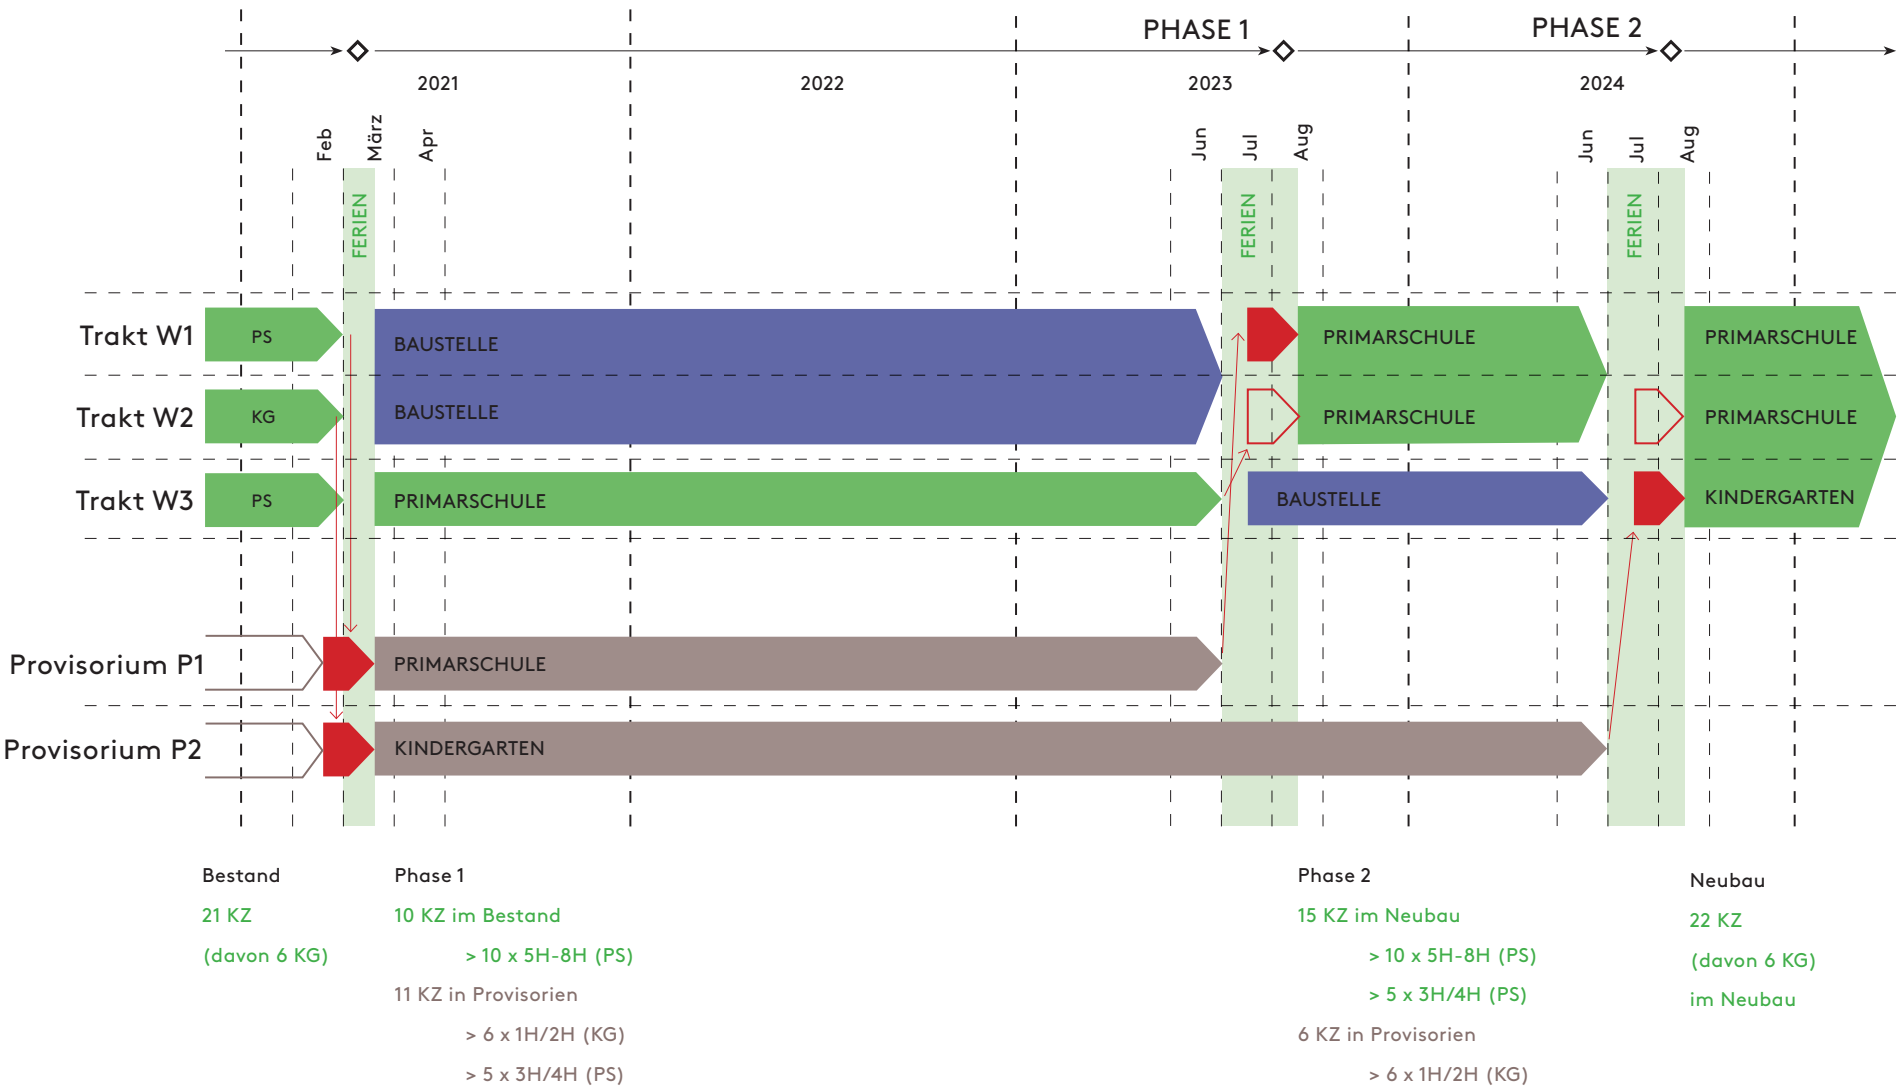 PHASE 1
PHASE 2
2021
2022
2023
2024
Feb
März
Apr
Jun
Jul
Aug
Jun
Jul
Aug
FERIEN
FERIEN
FERIEN
Trakt W1
PS
BAUSTELLE
PRIMARSCHULE
PRIMARSCHULE
Trakt W2
KG
BAUSTELLE
PRIMARSCHULE
PRIMARSCHULE
Trakt W3
PS
PRIMARSCHULE
BAUSTELLE
KINDERGARTEN
Provisorium P1
PRIMARSCHULE
Provisorium P2
KINDERGARTEN
Bestand
21 KZ
(davon 6 KG)
Phase 1
10 KZ im Bestand
> 10 x 5H-8H (PS)
11 KZ in Provisorien
> 6 x 1H/2H (KG)
> 5 x 3H/4H (PS)
Phase 2
15 KZ im Neubau
> 10 x 5H-8H (PS)
> 5 x 3H/4H (PS)
6 KZ in Provisorien
> 6 x 1H/2H (KG)
Neubau
22 KZ
(davon 6 KG)
im Neubau